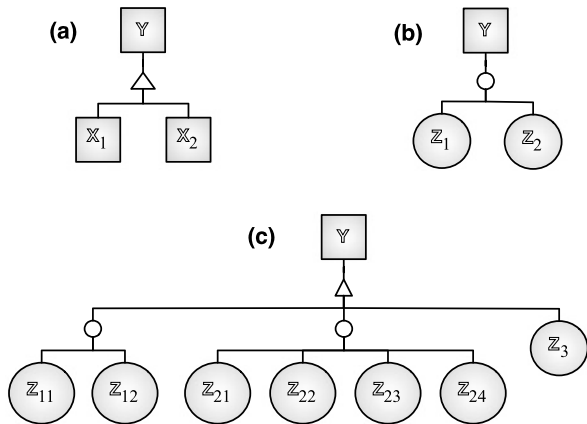 (a) 𝕐 (b) 𝕐
𝕏₁ 𝕏₂ ℤ₁ ℤ₂
(c) 𝕐
ℤ₃
ℤ₁₁ ℤ₁₂ ℤ₂₁ ℤ₂₂ ℤ₂₃ ℤ₂₄